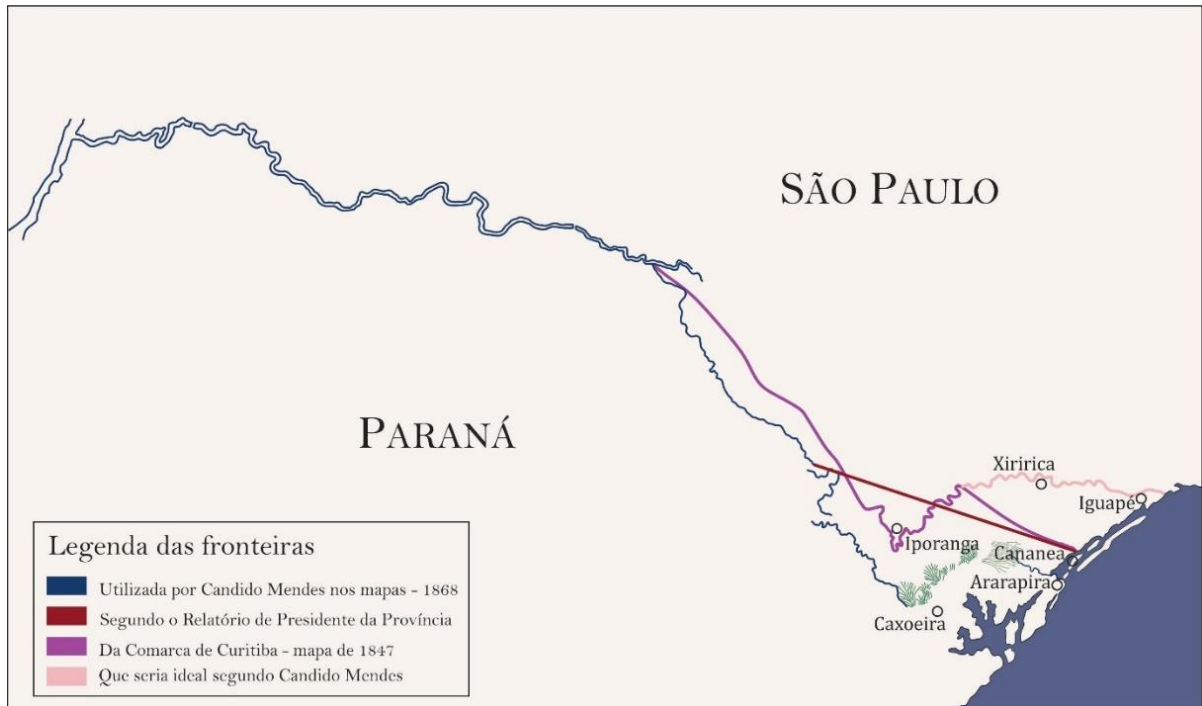 SÃO PAULO
PARANÁ
Xiririca
Iguapé
Iporanga
Cananea
Ararapira
Caxoeira
Legenda das fronteiras
Utilizada por Candido Mendes nos mapas - 1868
Segundo o Relatório de Presidente da Província
Da Comarca de Curitiba - mapa de 1847
Que seria ideal segundo Candido Mendes